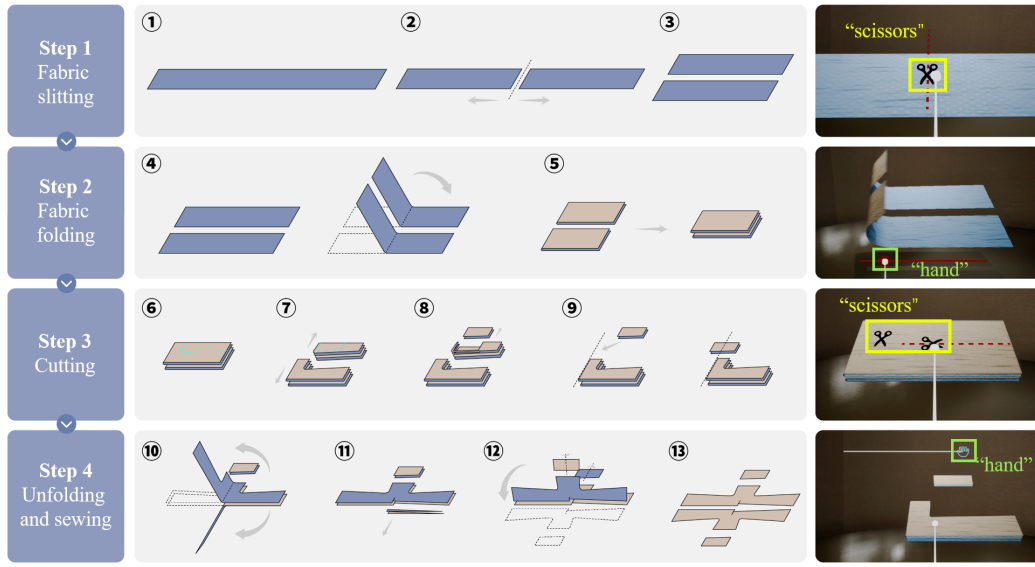 Step 1
Fabric
slitting
①
②
③
“scissors”
Step 2
Fabric
folding
④
⑤
“hand”
Step 3
Cutting
⑥
⑦
⑧
⑨
“scissors”
Step 4
Unfolding
and sewing
⑩
⑪
⑫
⑬
“hand”